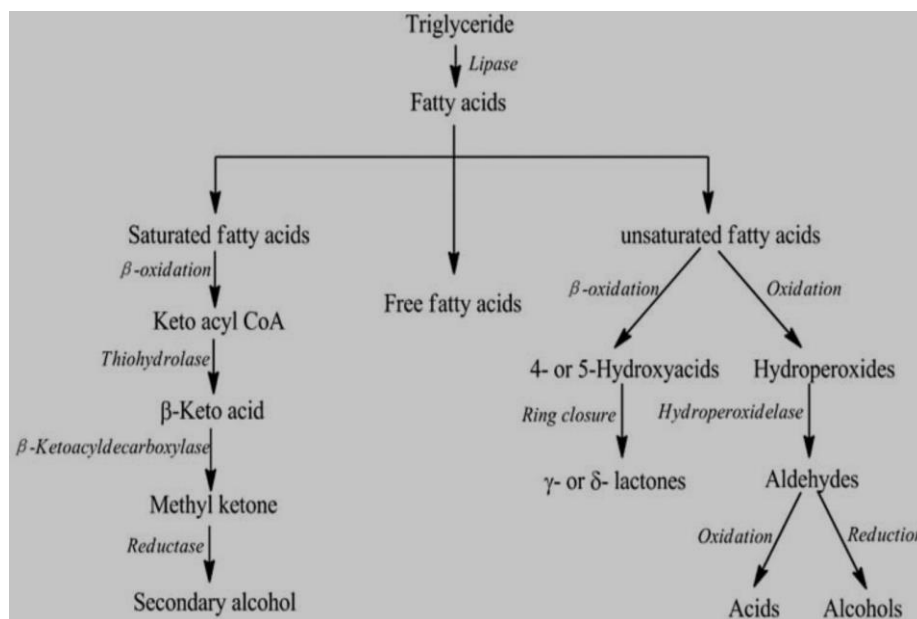 Triglyceride
Lipase
Fatty acids
Saturated fatty acids
unsaturated fatty acids
β-oxidation
β-oxidation
Oxidation
Free fatty acids
Keto acyl CoA
4- or 5-Hydroxyacids
Hydroperoxides
Thiohydrolase
Ring closure
Hydroperoxidelase
β-Keto acid
β-Ketoacyldecarboxylase
γ- or δ- lactones
Aldehydes
Methyl ketone
Reductase
Oxidation
Reduction
Secondary alcohol
Acids
Alcohols